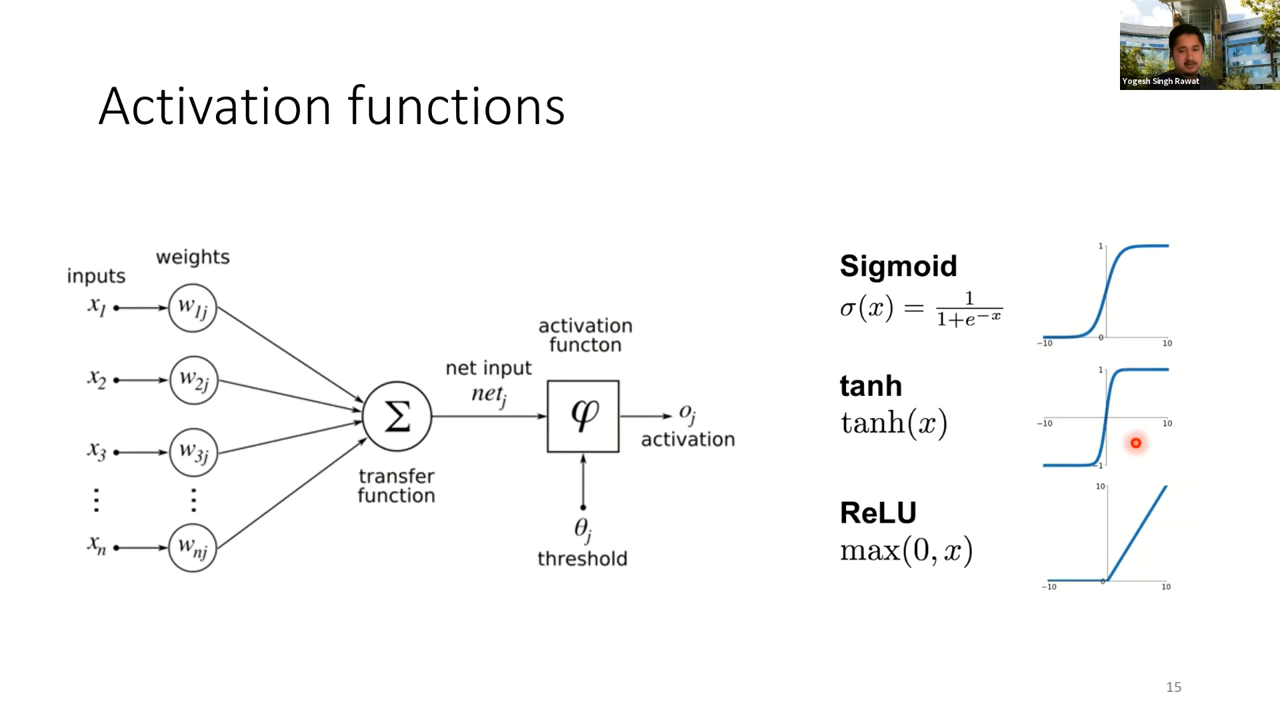 Yogesh Singh Rawat
Activation functions
inputs
weights
x₁
w₁ⱼ
x₂
w₂ⱼ
x₃
w₃ⱼ
⋮
⋮
xₙ
wₙⱼ
Σ
transfer
function
net input
netⱼ
activation
functon
φ
oⱼ
activation
θⱼ
threshold
Sigmoid
σ(x) = 1/(1+e⁻ˣ)
1
0
−10
10
tanh
tanh(x)
1
−10
10
−1
ReLU
max(0, x)
10
0
−10
10
15